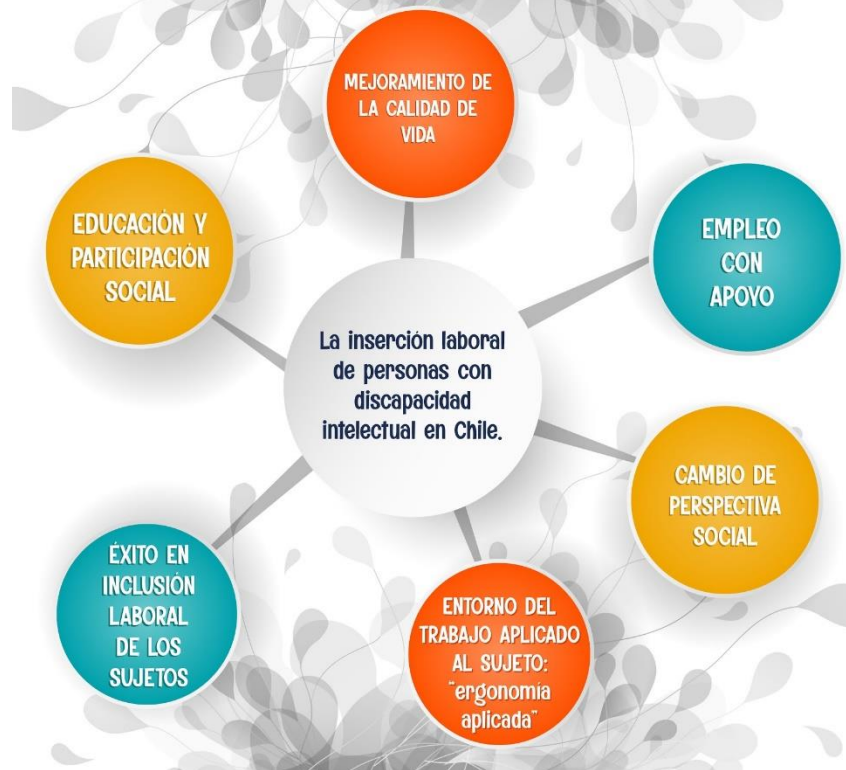 MEJORAMIENTO DE
LA CALIDAD DE
VIDA
EDUCACIÓN Y
PARTICIPACIÓN
SOCIAL
EMPLEO
CON
APOYO
La inserción laboral
de personas con
discapacidad
intelectual en Chile.
CAMBIO DE
PERSPECTIVA
SOCIAL
ÉXITO EN
INCLUSIÓN
LABORAL
DE LOS
SUJETOS
ENTORNO DEL
TRABAJO APLICADO
AL SUJETO:
"ergonomía
aplicada"